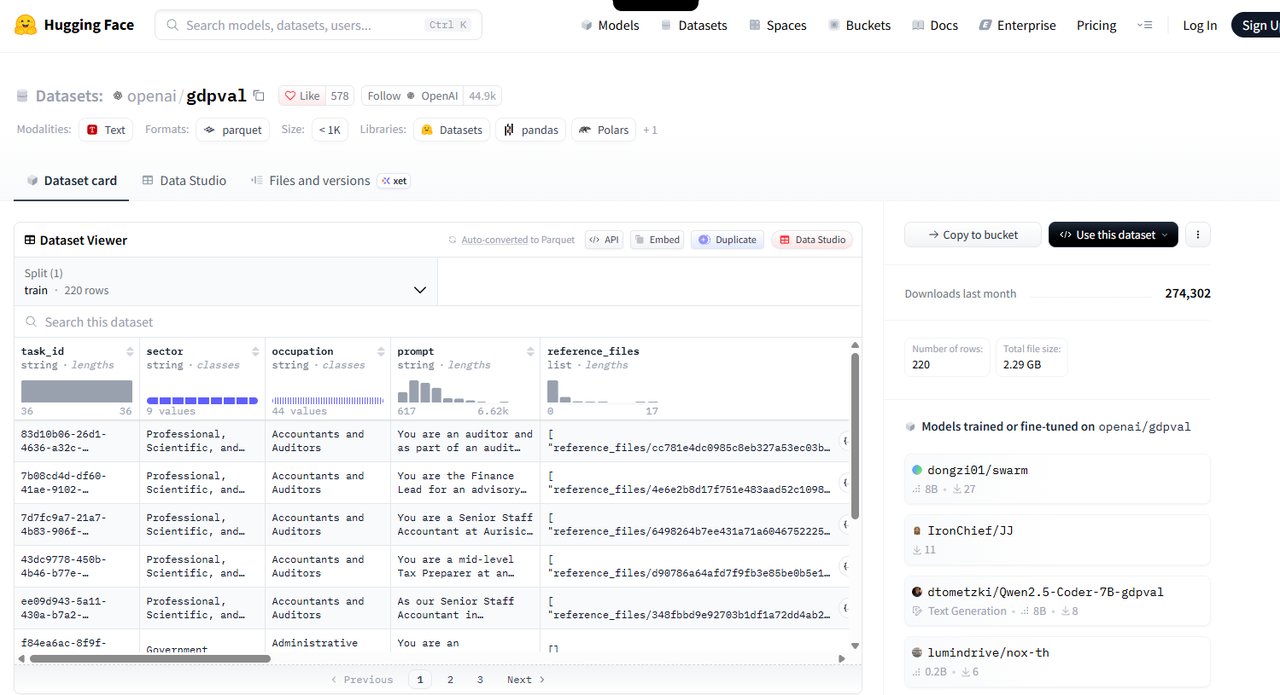 Hugging Face
Search models, datasets, users...
Ctrl K
Models
Datasets
Spaces
Buckets
Docs
Enterprise
Pricing
Log In
Sign U
Datasets: openai/gdpval
Like 578
Follow OpenAI 44.9k
Modalities: Text Formats: parquet Size: < 1K Libraries: Datasets pandas Polars + 1
Dataset card
Data Studio
Files and versions xet
Dataset Viewer
Auto-converted to Parquet
API
Embed
Duplicate
Data Studio
Split (1)
train · 220 rows
Search this dataset
task_id
string · lengths
36 36
sector
string · classes
9 values
occupation
string · classes
44 values
prompt
string · lengths
617 6.62k
reference_files
list · lengths
0 17
83d10b06-26d1-
4636-a32c-…
Professional,
Scientific, and…
Accountants and
Auditors
You are an auditor and
as part of an audit…
[
"reference_files/cc781e4dc0985c8eb327a53ec03b…
7b08cd4d-df60-
41ae-9102-…
Professional,
Scientific, and…
Accountants and
Auditors
You are the Finance
Lead for an advisory…
[
"reference_files/4e6e2b8d17f751e483aad52c1098…
7d7fc9a7-21a7-
4b83-906f-…
Professional,
Scientific, and…
Accountants and
Auditors
You are a Senior Staff
Accountant at Aurisic…
[
"reference_files/6498264b7ee431a71a6046752225…
43dc9778-450b-
4b46-b77e-…
Professional,
Scientific, and…
Accountants and
Auditors
You are a mid-level
Tax Preparer at an…
[
"reference_files/d90786a64afd7f9fb3e85be0b5e1…
ee09d943-5a11-
430a-b7a2-…
Professional,
Scientific, and…
Accountants and
Auditors
As our Senior Staff
Accountant in…
[
"reference_files/348fbbd9e92703b1df1a72dd4ab2…
f84ea6ac-8f9f-
Government
Administrative
You are an
[]
Previous 1 2 3 Next
Copy to bucket
Use this dataset
Downloads last month 274,302
Number of rows:
220
Total file size:
2.29 GB
Models trained or fine-tuned on openai/gdpval
dongzi01/swarm
8B · 27
IronChief/JJ
11
dtometzki/Qwen2.5-Coder-7B-gdpval
Text Generation · 8B · 8
lumindrive/nox-th
0.2B · 6